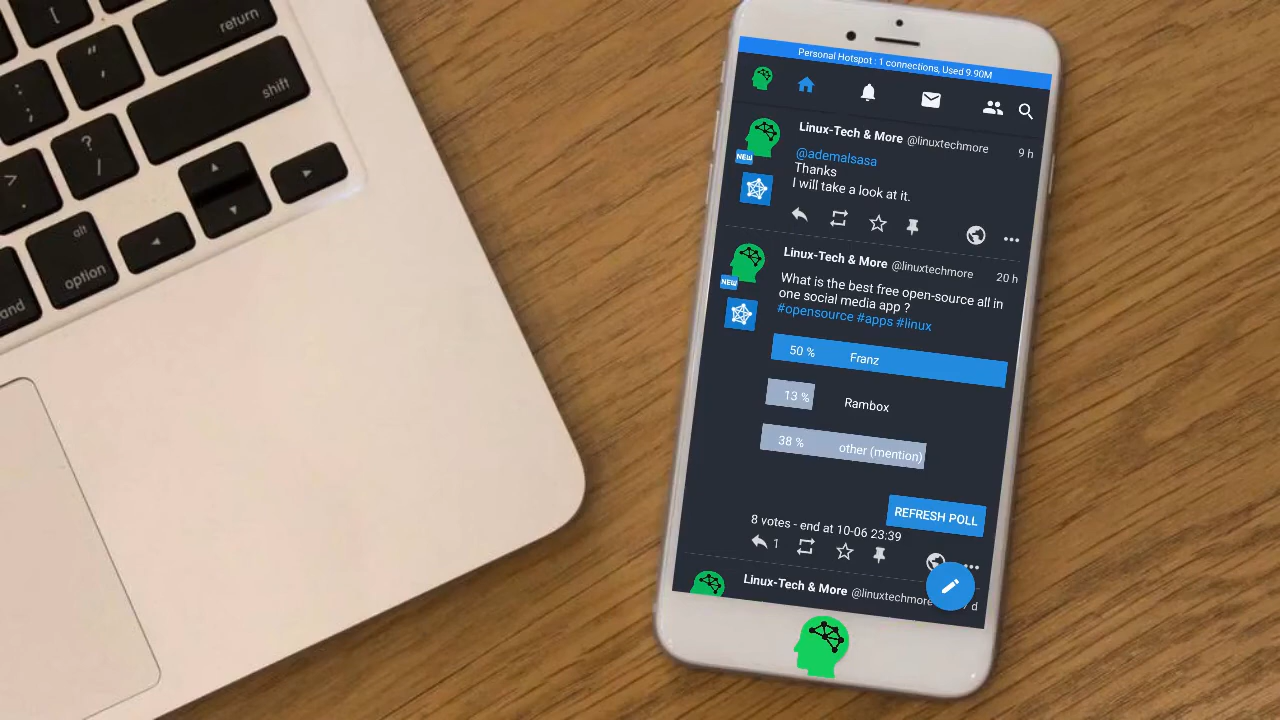 [
return
"
,
:
;
shift
?
/
>
.
alt
option
and
Personal Hotspot : 1 connections, Used 9.90M
Linux-Tech & More @linuxtechmore 9 h
NEW
@ademalsasa
Thanks
I will take a look at it.
Linux-Tech & More @linuxtechmore 20 h
NEW
What is the best free open-source all in
one social media app ?
#opensource #apps #linux
50 % Franz
13 % Rambox
38 % other (mention)
REFRESH POLL
8 votes - end at 10-06 23:39
1
Linux-Tech & More @linuxtechmore d